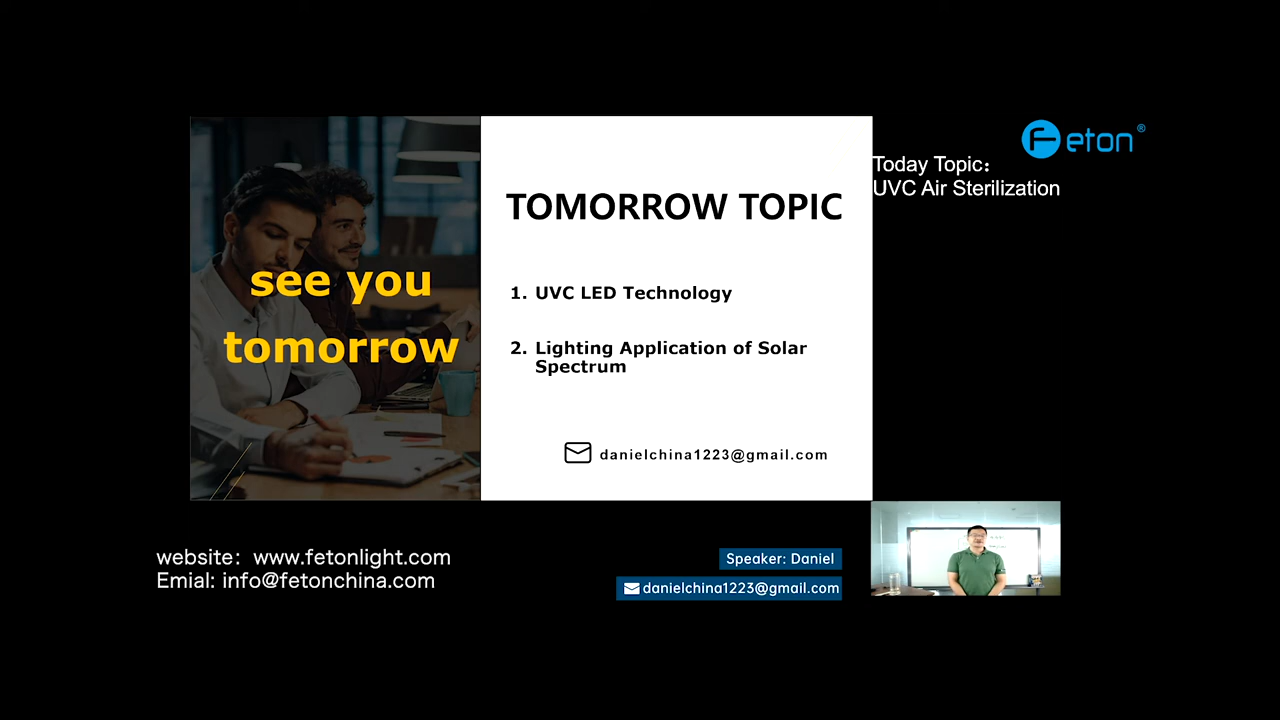 see you
tomorrow
TOMORROW TOPIC
1. UVC LED Technology
2. Lighting Application of Solar
Spectrum
danielchina1223@gmail.com
Feton®
Today Topic：
UVC Air Sterilization
website：www.fetonlight.com
Emial: info@fetonchina.com
Speaker: Daniel
danielchina1223@gmail.com